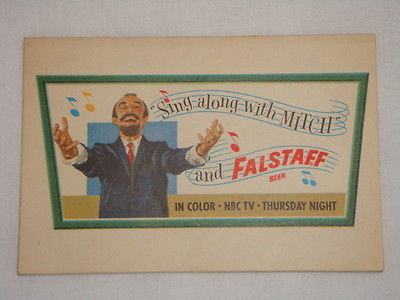 "Sing along with MITCH"
and FALSTAFF
BEER
IN COLOR · NBC TV · THURSDAY NIGHT